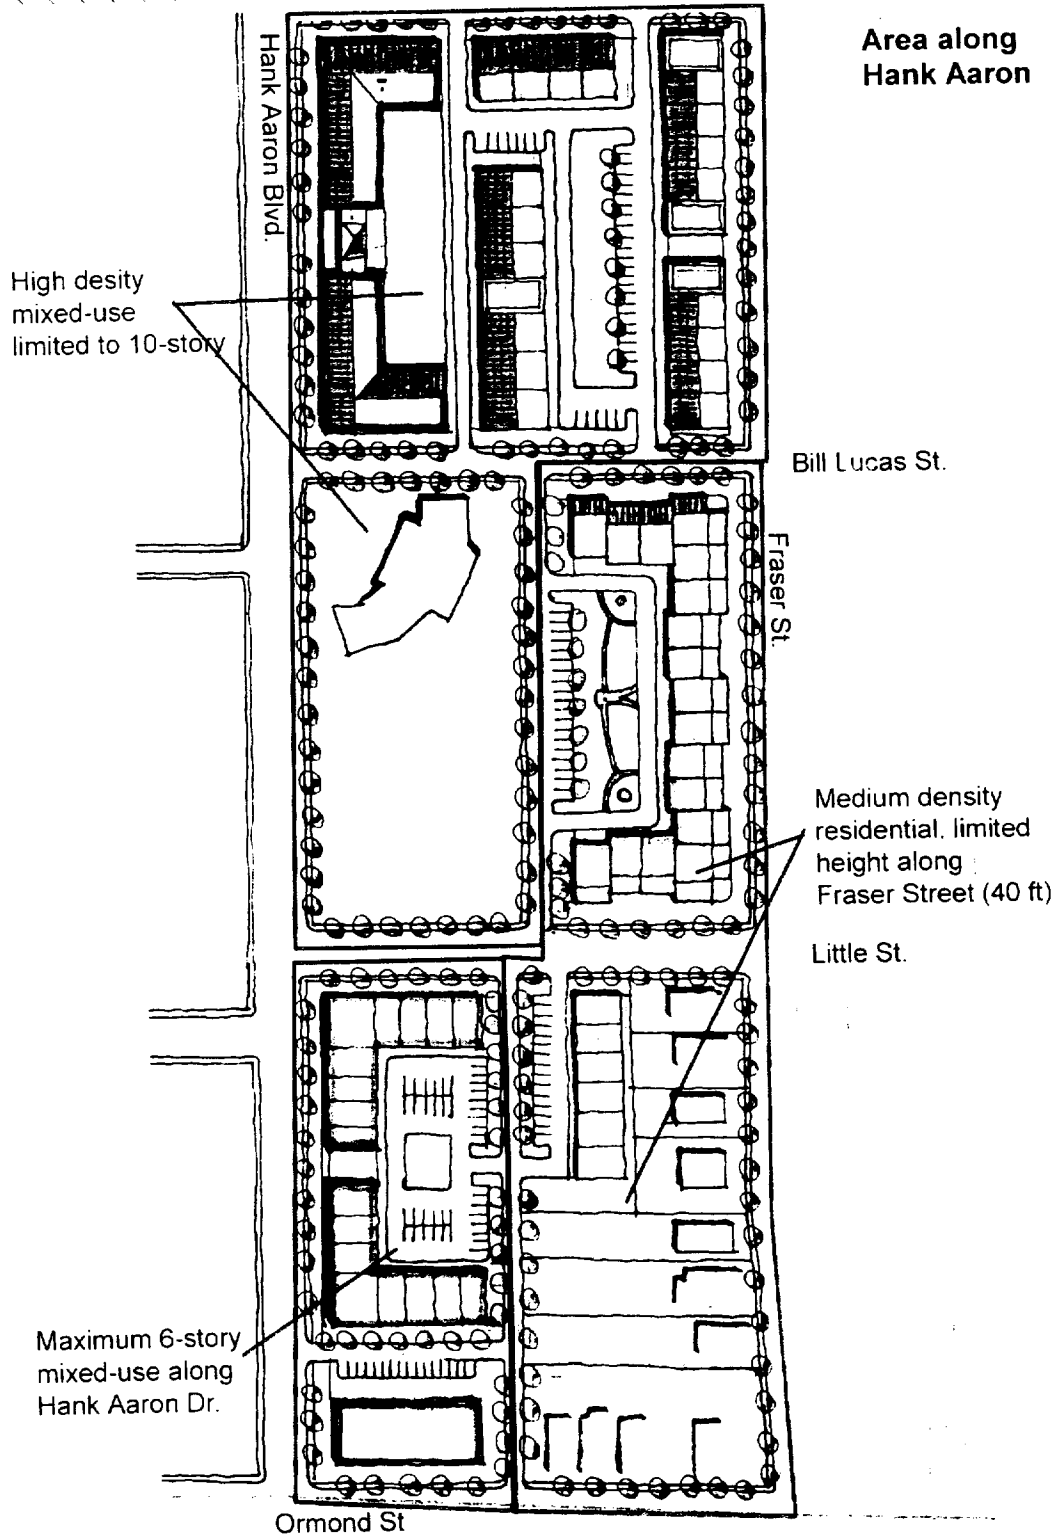 Area along
Hank Aaron
Hank Aaron Blvd.
High desity
mixed-use
limited to 10-story
Bill Lucas St.
Fraser St.
Medium density
residential. limited
height along
Fraser Street (40 ft)
Little St.
Maximum 6-story
mixed-use along
Hank Aaron Dr.
Ormond St